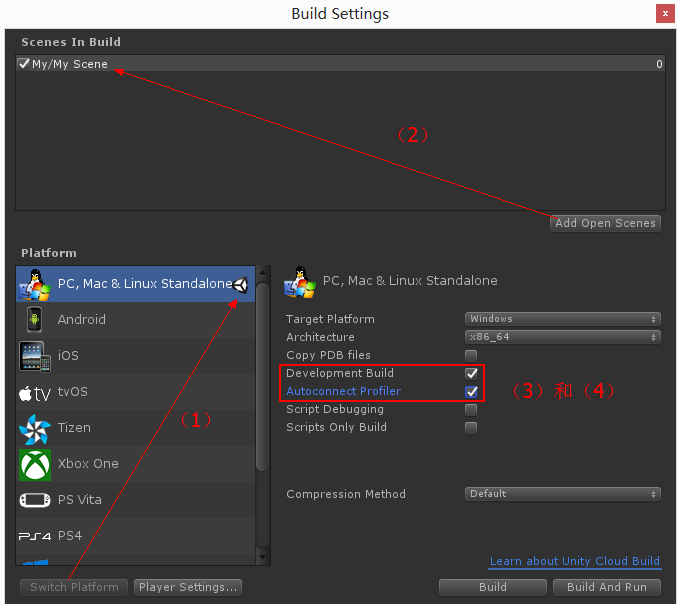 Build Settings
x
Scenes In Build
My/My Scene 0
（2）
Add Open Scenes
Platform
PC, Mac & Linux Standalone
Android
iOS
tv tvOS
Tizen
Xbox One
PS Vita
PS4 PS4
（1）
PC, Mac & Linux Standalone
Target Platform Windows
Architecture x86_64
Copy PDB files
Development Build
Autoconnect Profiler
（3）和（4）
Script Debugging
Scripts Only Build
Compression Method Default
Learn about Unity Cloud Build
Switch Platform Player Settings... Build Build And Run